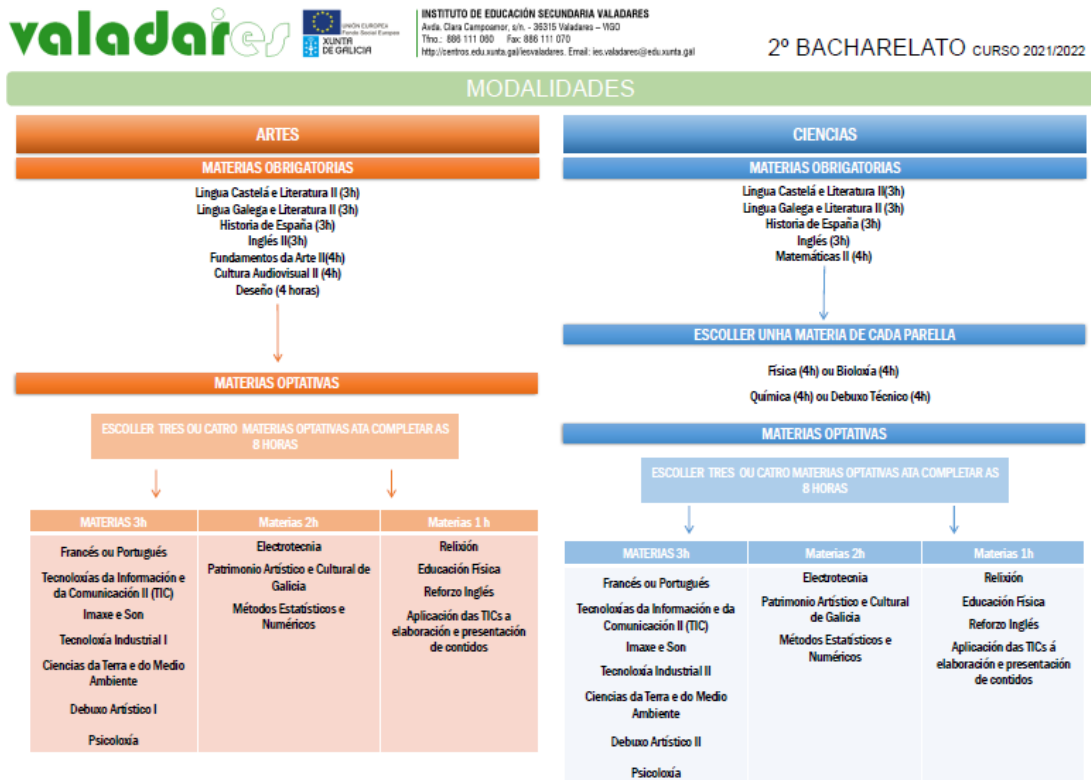 valadares
UNIÓN EUROPEA
Fondo Social Europeo
XUNTA
DE GALICIA
INSTITUTO DE EDUCACIÓN SECUNDARIA VALADARES
Avda. Clara Campoamor, s/n. - 36315 Valadares – VIGO
Tfno.: 886 111 060 Fax: 886 111 070
http://centros.edu.xunta.gal/iesvaladares. Email: ies.valadares@edu.xunta.gal
2º BACHARELATO CURSO 2021/2022
MODALIDADES
ARTES
MATERIAS OBRIGATORIAS
Lingua Castelá e Literatura II (3h)
Lingua Galega e Literatura II (3h)
Historia de España (3h)
Inglés II(3h)
Fundamentos da Arte II(4h)
Cultura Audiovisual II (4h)
Deseño (4 horas)
MATERIAS OPTATIVAS
ESCOLLER TRES OU CATRO MATERIAS OPTATIVAS ATA COMPLETAR AS
8 HORAS
MATERIAS 3h
Francés ou Portugués
Tecnoloxías da Información e
da Comunicación II (TIC)
Imaxe e Son
Tecnoloxía Industrial I
Ciencias da Terra e do Medio
Ambiente
Debuxo Artístico I
Psicoloxía
Materias 2h
Electrotecnia
Patrimonio Artístico e Cultural de
Galicia
Métodos Estatísticos e
Numéricos
Materias 1 h
Relixión
Educación Física
Reforzo Inglés
Aplicación das TICs a
elaboración e presentación
de contidos
CIENCIAS
MATERIAS OBRIGATORIAS
Lingua Castelá e Literatura II(3h)
Lingua Galega e Literatura II (3h)
Historia de España (3h)
Inglés (3h)
Matemáticas II (4h)
ESCOLLER UNHA MATERIA DE CADA PARELLA
Física (4h) ou Bioloxía (4h)
Química (4h) ou Debuxo Técnico (4h)
MATERIAS OPTATIVAS
ESCOLLER TRES OU CATRO MATERIAS OPTATIVAS ATA COMPLETAR AS
8 HORAS
MATERIAS 3h
Francés ou Portugués
Tecnoloxías da Información e da
Comunicación II (TIC)
Imaxe e Son
Tecnoloxía Industrial II
Ciencias da Terra e do Medio
Ambiente
Debuxo Artístico II
Psicoloxía
Materias 2h
Electrotecnia
Patrimonio Artístico e Cultural
de Galicia
Métodos Estatísticos e
Numéricos
Materias 1h
Relixión
Educación Física
Reforzo Inglés
Aplicación das TICs á
elaboración e presentación
de contidos